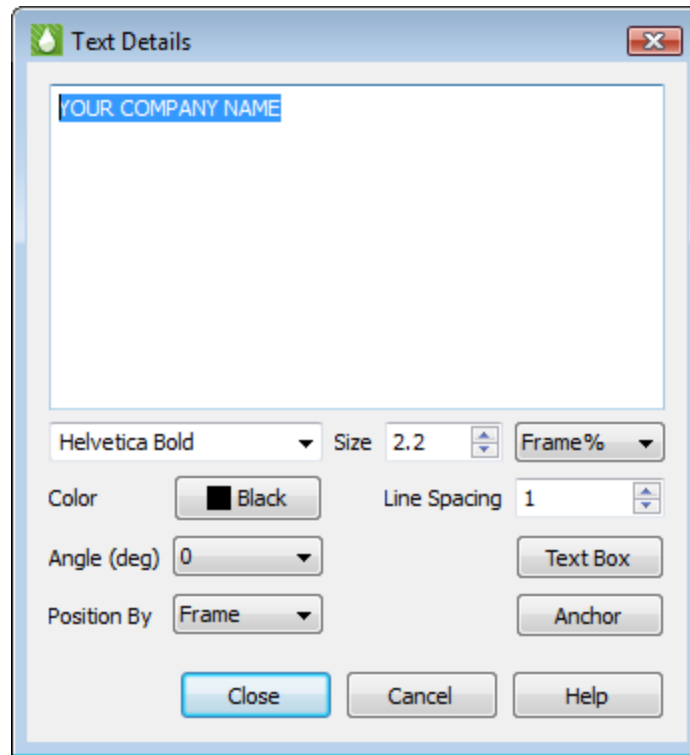 Text Details
YOUR COMPANY NAME
Helvetica Bold Size 2.2 Frame%
Color Black Line Spacing 1
Angle (deg) 0 Text Box
Position By Frame Anchor
Close Cancel Help